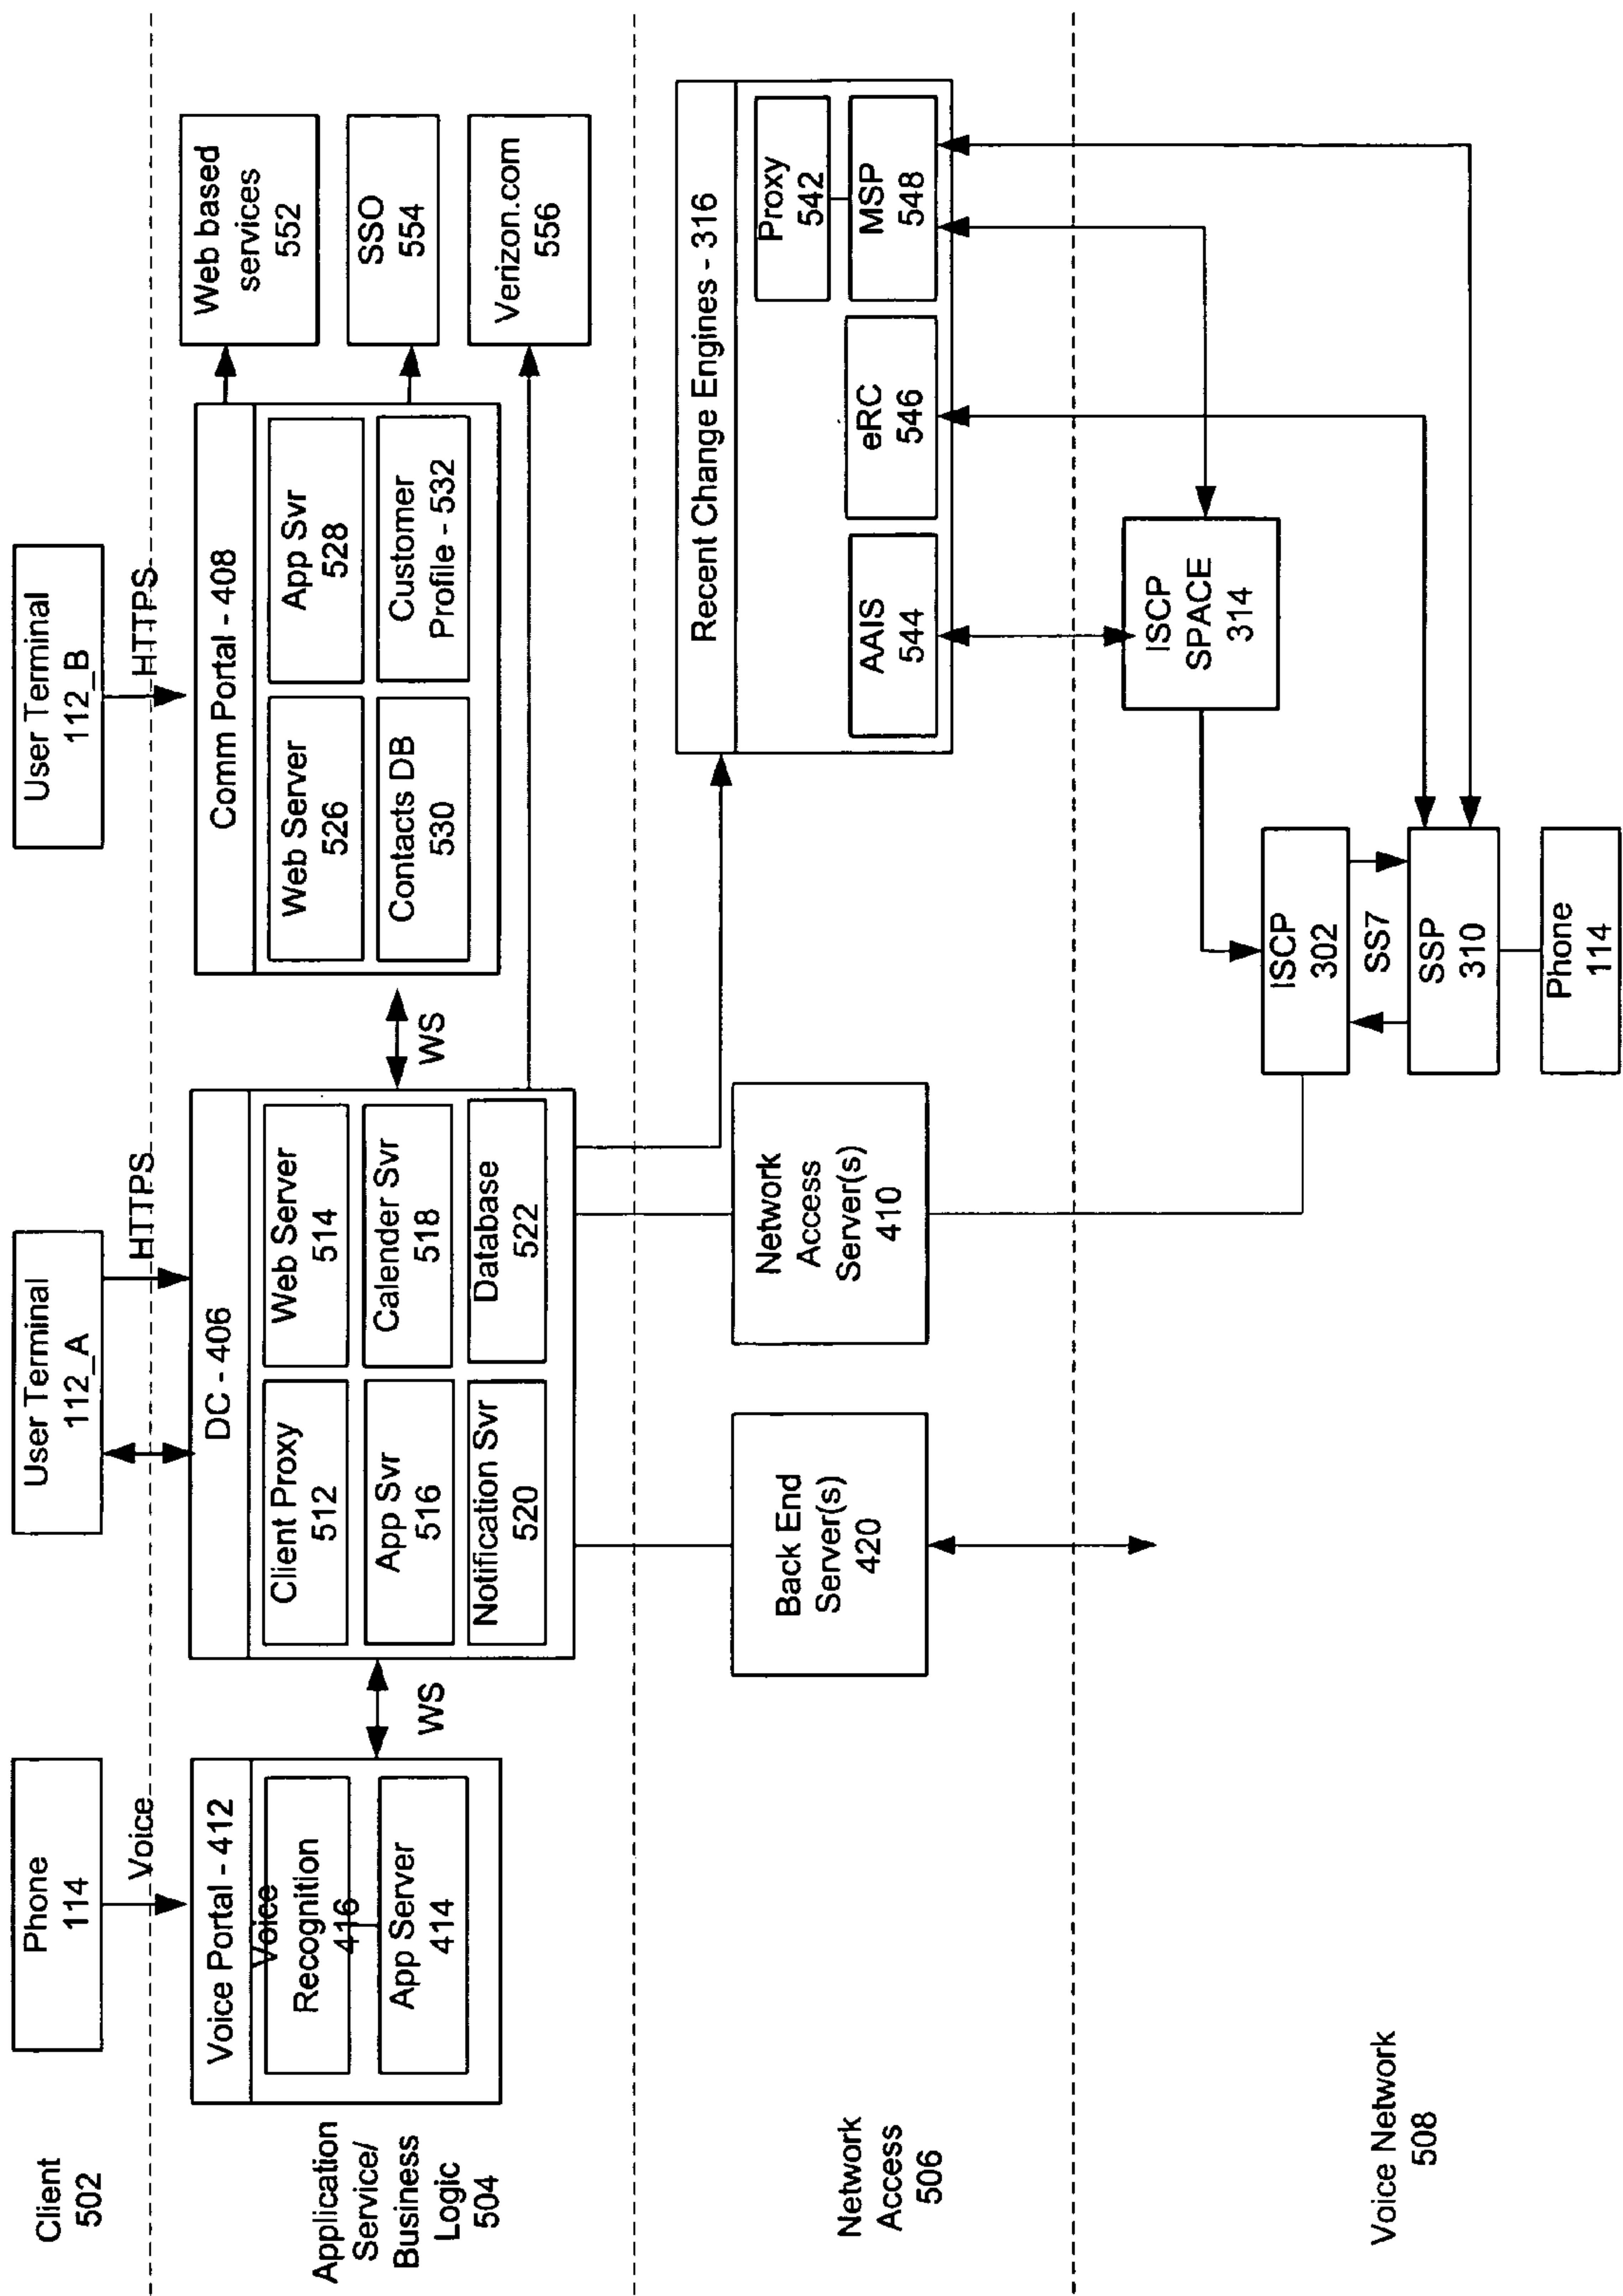 Client
502
Phone
114
User Terminal
112_A
User Terminal
112_B
Voice
HTTPS
HTTPS
Application
Service/
Business
Logic
504
Voice Portal - 412
Voice
Recognition
416
App Server
414
WS
DC - 406
Client Proxy
512
Web Server
514
App Svr
516
Calender Svr
518
Notification Svr
520
Database
522
WS
Comm Portal - 408
Web Server
526
App Svr
528
Contacts DB
530
Customer
Profile - 532
Web based
services
552
SSO
554
Verizon.com
556
Network
Access
506
Back End
Server(s)
420
Network
Access
Server(s)
410
Recent Change Engines - 316
Proxy
542
AAIS
544
eRC
546
MSP
548
Voice Network
508
ISCP
SPACE
314
ISCP
302
SS7
SSP
310
Phone
114